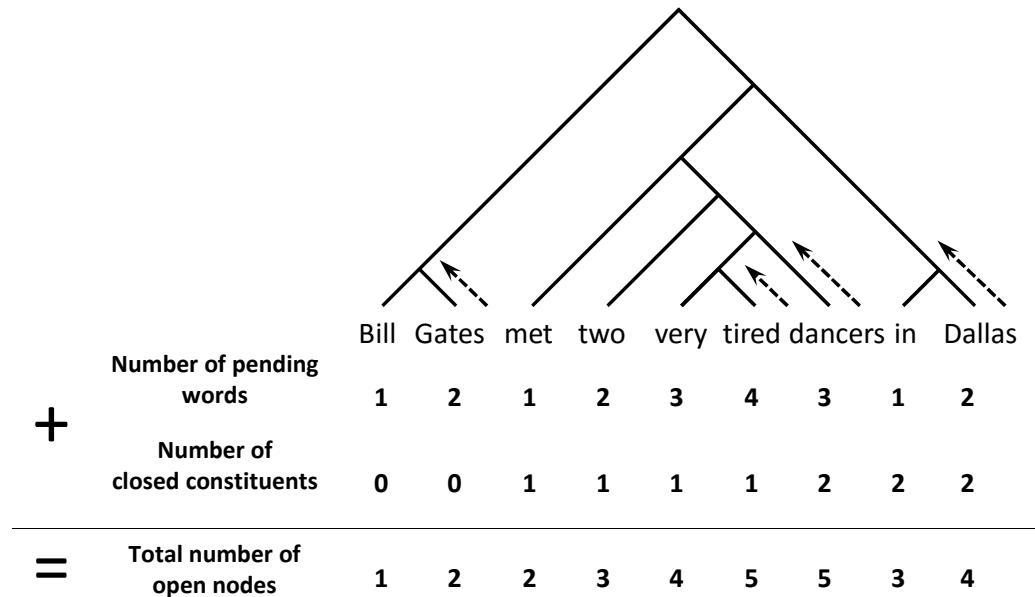 Bill Gates met two very tired dancers in Dallas
Number of pending
words
1 2 1 2 3 4 3 1 2
+
Number of
closed constituents
0 0 1 1 1 1 2 2 2
Total number of
open nodes
= 1 2 2 3 4 5 5 3 4